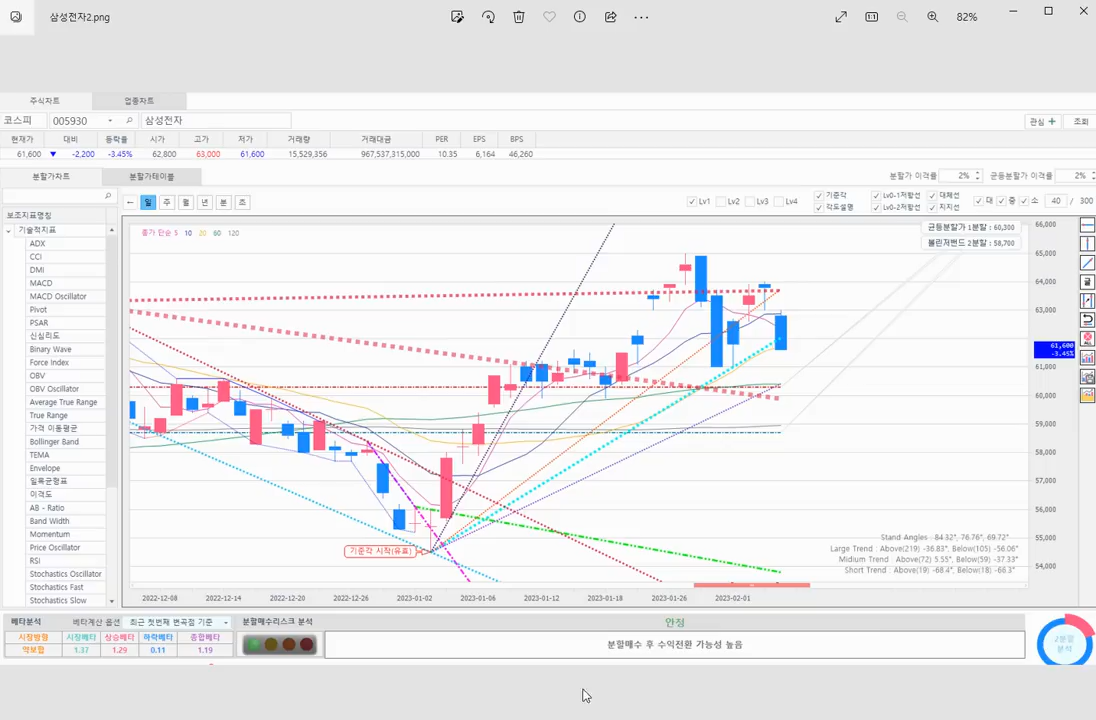 삼성전자2.png
82%
주식차트 업종차트
코스피 005930 삼성전자 관심 + 조회
현재가 대비 등락률 시가 고가 저가 거래량 거래대금 PER EPS BPS
61,600 ▼ -2,200 -3.45% 62,800 63,000 61,600 15,529,356 967,537,315,000 10.35 6,164 46,260
분할가차트 분할가테이블 분할가 이격률 2% 균등분할가 이격률 2%
← 일 주 월 년 분 초 Lv1 Lv2 Lv3 Lv4 기준각 Lv0-1저항선 대체선 대 중 소 40 / 300
각도설명 Lv0-2저항선 지지선
보조지표명칭
기술적지표
ADX
CCI
DMI
MACD
MACD Oscillator
Pivot
PSAR
신심리도
Binary Wave
Force Index
OBV
OBV Oscillator
Average True Range
True Range
가격 이동평균
Bollinger Band
TEMA
Envelope
일목균형표
이격도
AB - Ratio
Band Width
Momentum
Price Oscillator
RSI
Stochastics Oscillator
Stochastics Fast
Stochastics Slow
종가 단순 5 10 20 60 120
균등분할가 1분할 : 60,300
볼린저밴드 2분할 : 58,700
66,000
65,000
64,000
63,000
61,600
-3.45%
61,000
60,000
59,000
58,000
57,000
56,000
55,000
54,000
기준각 시작(유효)
Stand Angles : 84.32°, 76.76°, 69.72°
Large Trend : Above(219) -36.83°, Below(105) -56.06°
Midium Trend : Above(72) 5.55°, Below(59) -37.33°
Short Trend : Above(19) -68.4°, Below(18) -66.3°
2022-12-08 2022-12-14 2022-12-20 2022-12-26 2023-01-02 2023-01-06 2023-01-12 2023-01-18 2023-01-26 2023-02-01
베타분석 베타계산 옵션 최근 첫번째 변곡점 기준 분할매수리스크 분석 안정
시장방향 시장베타 상승베타 하락베타 종합베타
약보합 1.37 1.29 0.11 1.19
분할매수 후 수익전환 가능성 높음
2분할
분석